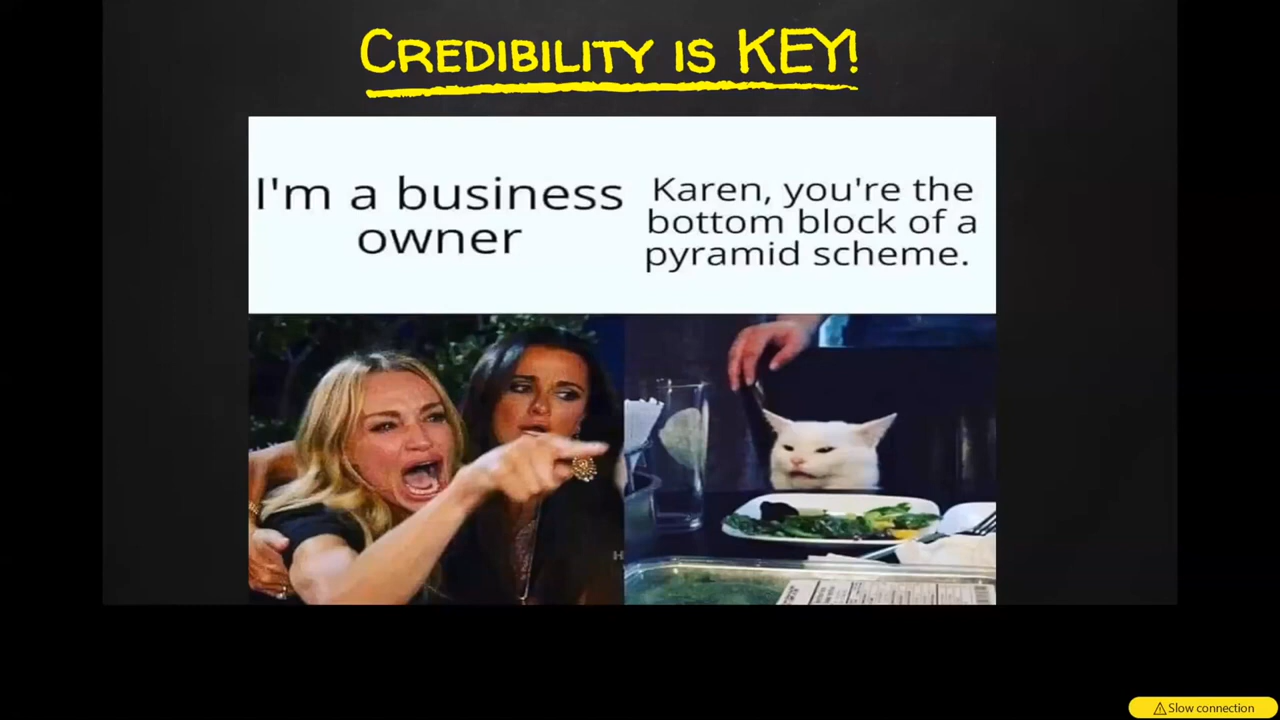 CREDIBILITY IS KEY!
I'm a business
owner
Karen, you're the
bottom block of a
pyramid scheme.
H
Slow connection